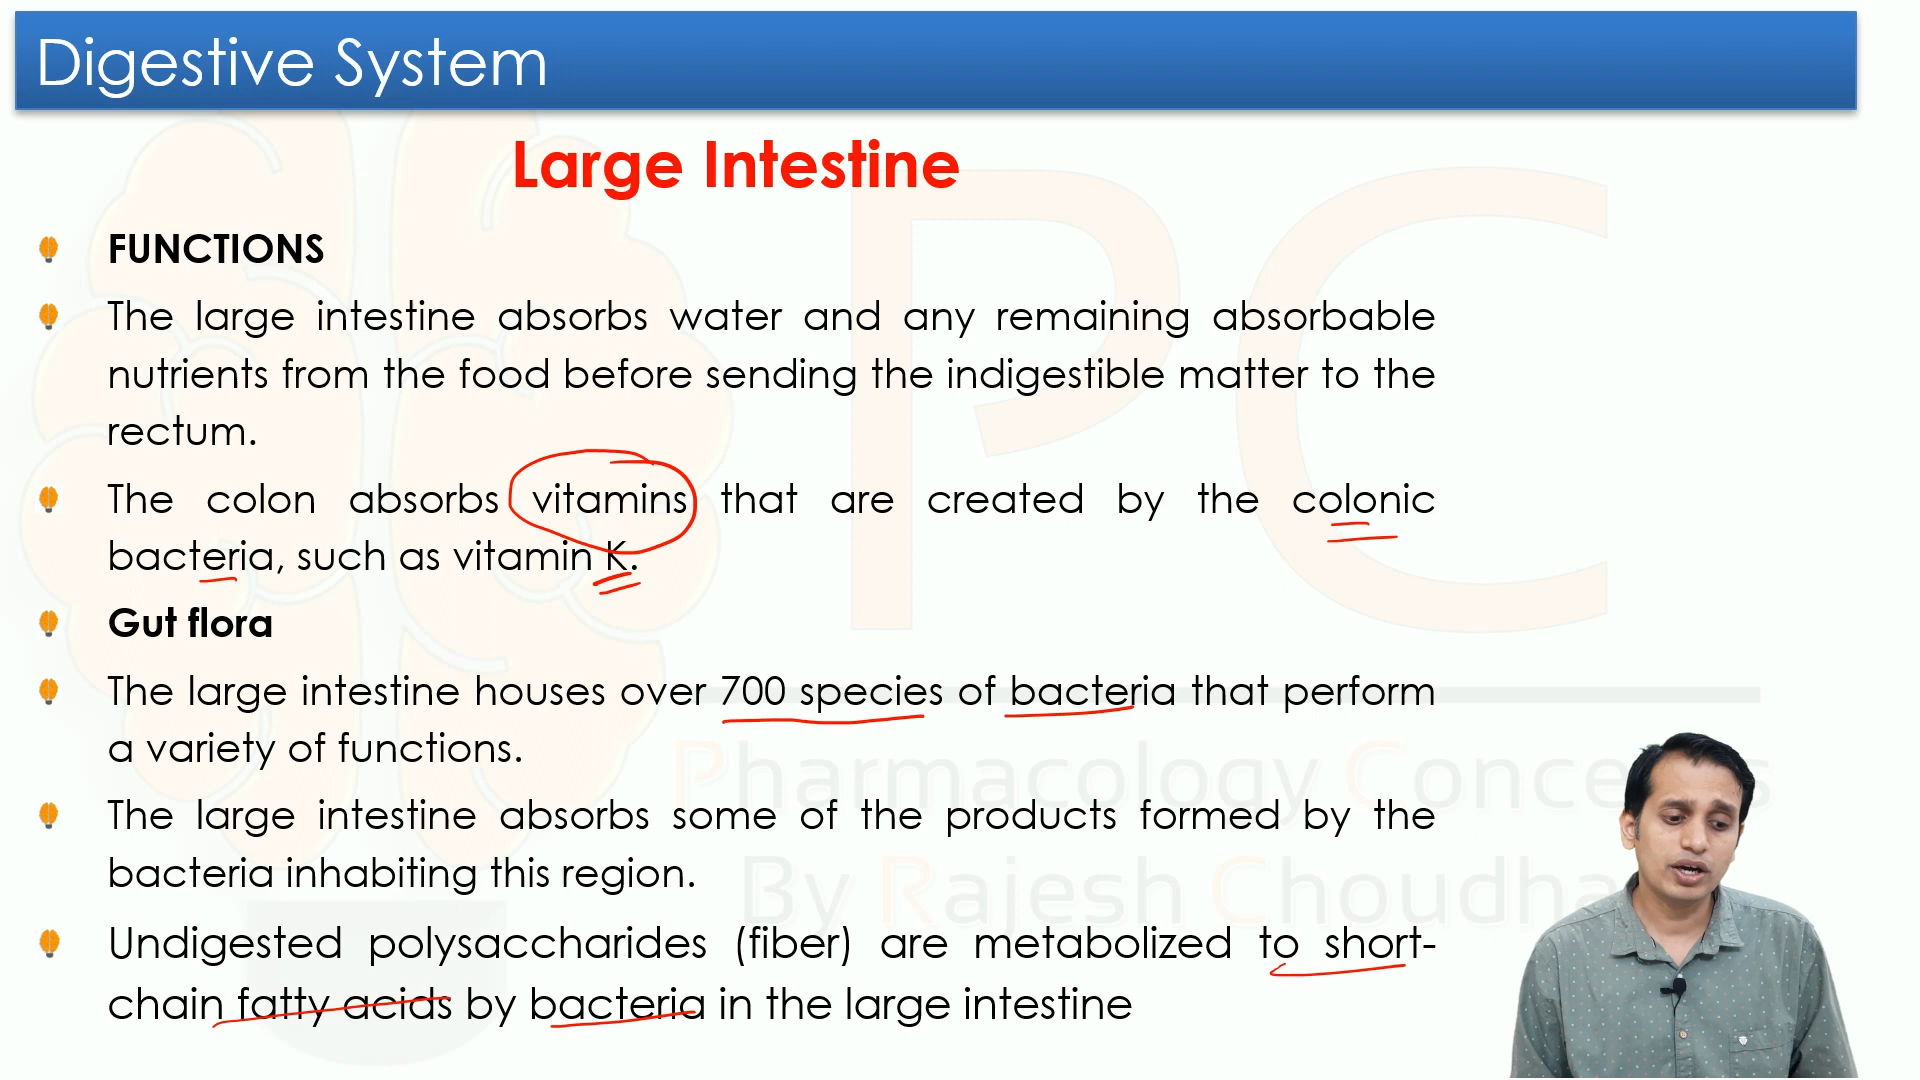 Digestive System
Large Intestine
FUNCTIONS
The large intestine absorbs water and any remaining absorbable
nutrients from the food before sending the indigestible matter to the
rectum.
The colon absorbs vitamins that are created by the colonic
bacteria, such as vitamin K.
Gut flora
The large intestine houses over 700 species of bacteria that perform
a variety of functions.
Pharmacology
The large intestine absorbs some of the products formed by the
bacteria inhabiting this region.
By Rajesh
Undigested polysaccharides (fiber) are metabolized to short-
chain fatty acids by bacteria in the large intestine
PC